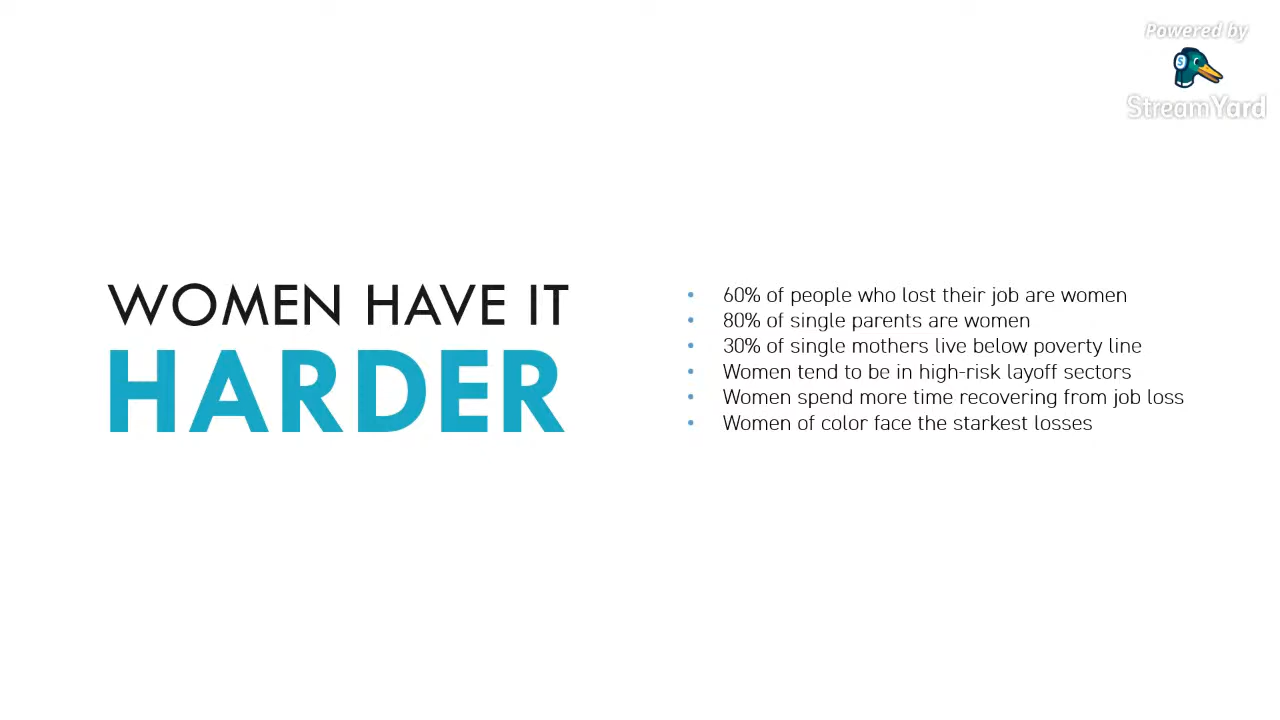 Powered by
StreamYard
WOMEN HAVE IT
HARDER
• 60% of people who lost their job are women
• 80% of single parents are women
• 30% of single mothers live below poverty line
• Women tend to be in high-risk layoff sectors
• Women spend more time recovering from job loss
• Women of color face the starkest losses